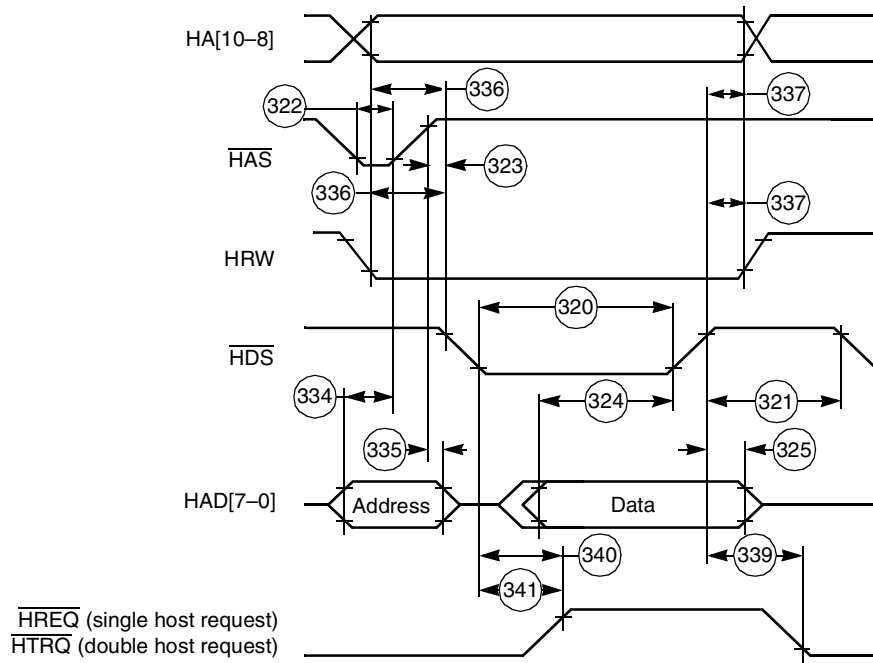 HA[10–8]
336
337
322
HAS
323
336
337
HRW
320
HDS
334
324
321
335
325
HAD[7–0]
Address
Data
340
339
341
HREQ (single host request)
HTRQ (double host request)